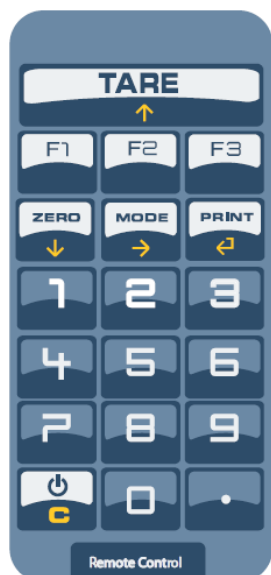 TARE
↑
F1 F2 F3
ZERO MODE PRINT
↓ → ↵
1 2 3
4 5 6
7 8 9
C 0 .
Remote Control